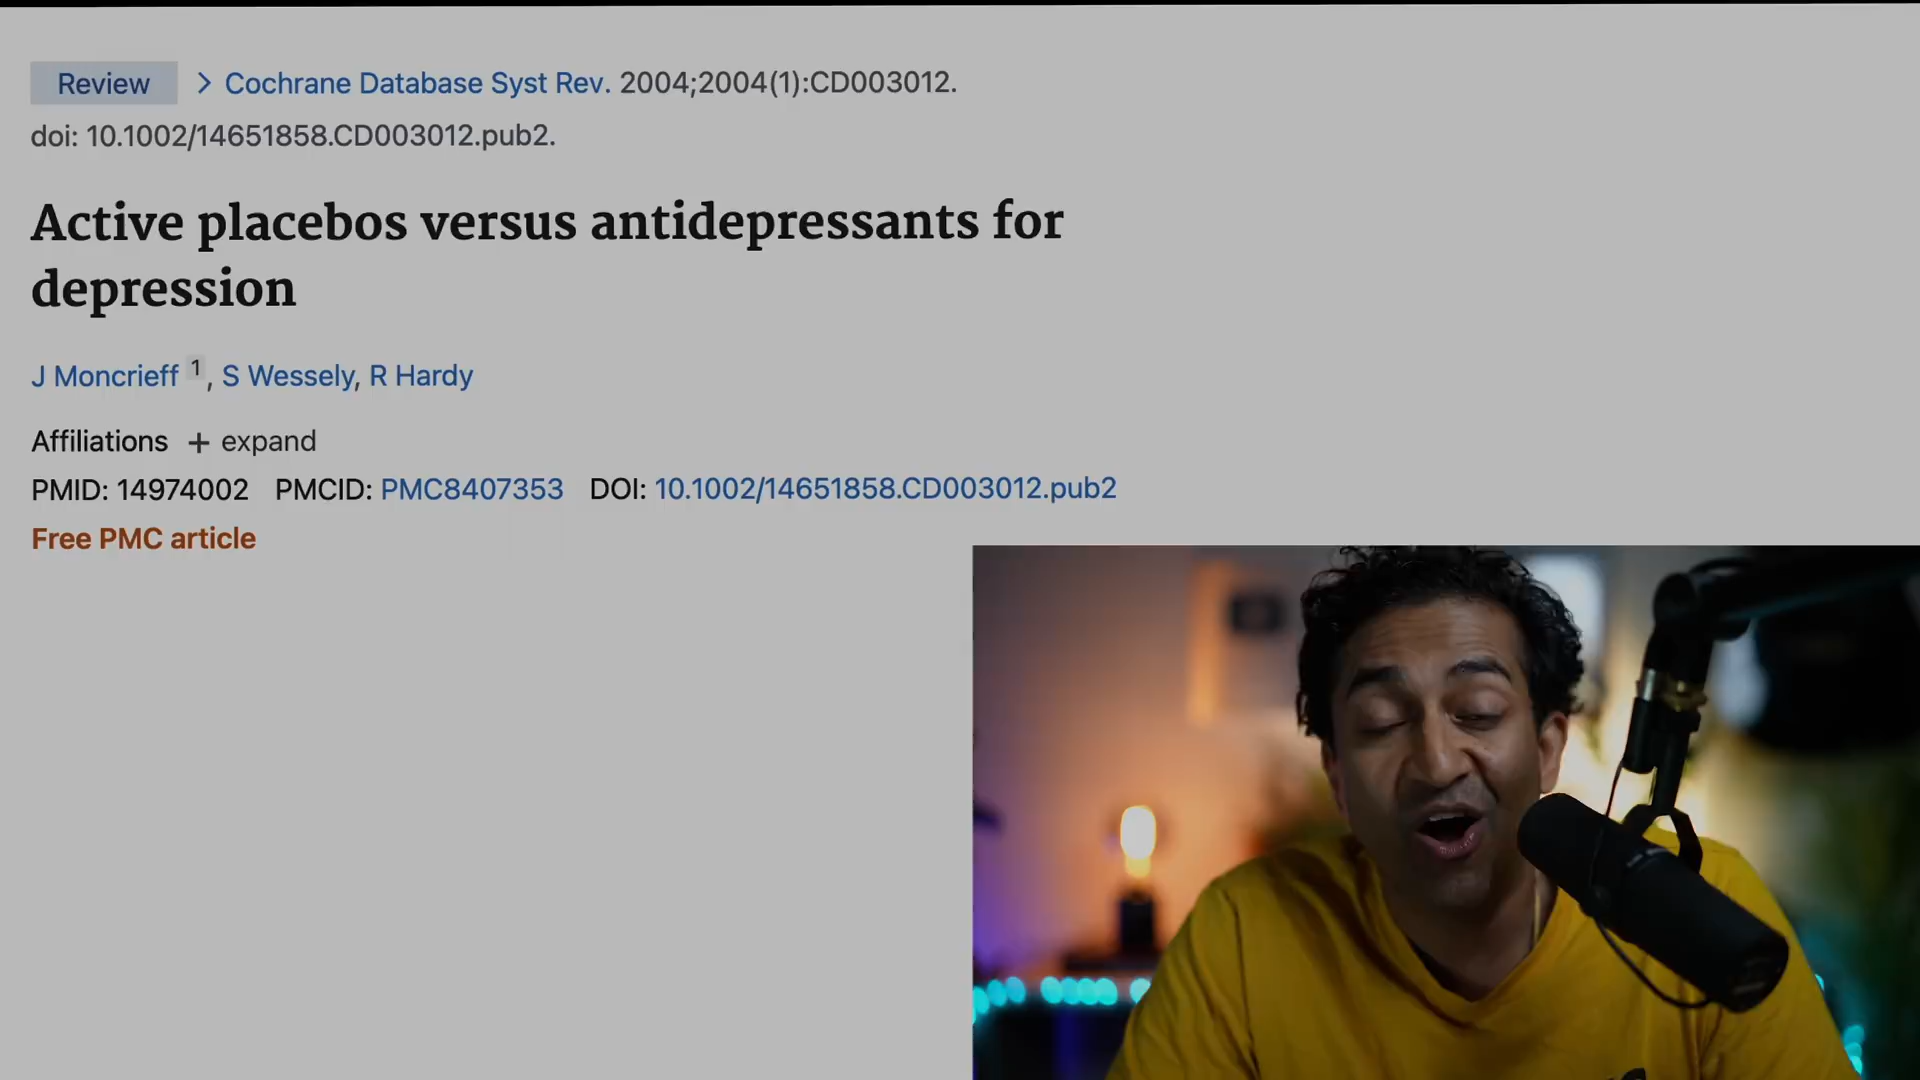 Review > Cochrane Database Syst Rev. 2004;2004(1):CD003012.
doi: 10.1002/14651858.CD003012.pub2.
Active placebos versus antidepressants for
depression
J Moncrieff 1, S Wessely, R Hardy
Affiliations + expand
PMID: 14974002 PMCID: PMC8407353 DOI: 10.1002/14651858.CD003012.pub2
Free PMC article